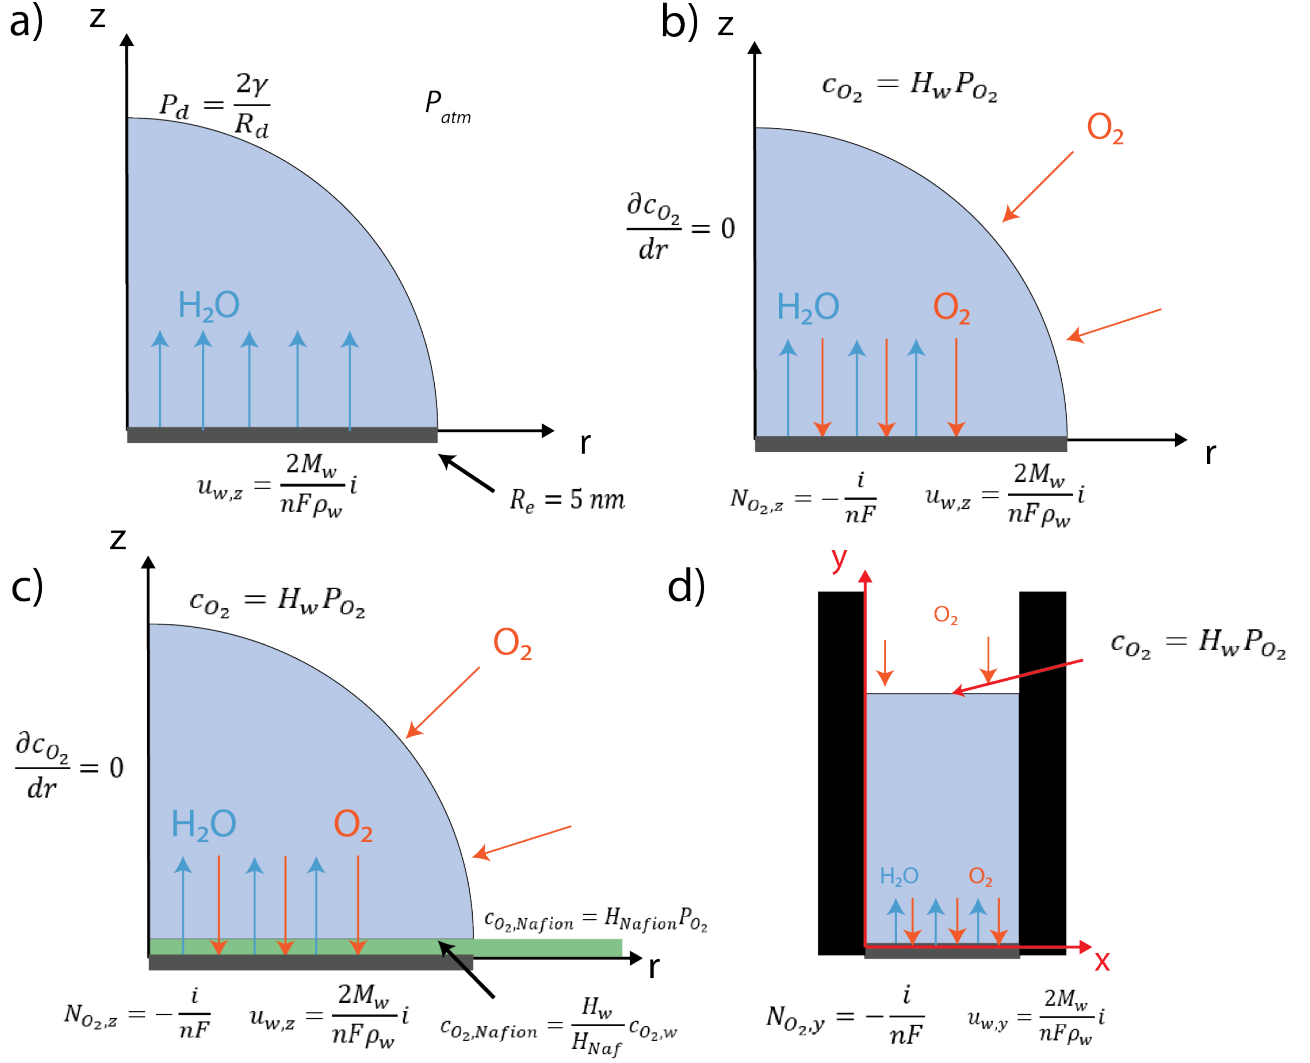 a)
z
P_d = 2γ/R_d
P_atm
H₂O
r
u_{w,z} = 2M_w/(nFρ_w) i
R_e = 5 nm
b)
z
c_{O₂} = H_w P_{O₂}
O₂
∂c_{O₂}/dr = 0
H₂O
O₂
r
N_{O₂,z} = − i/(nF)
u_{w,z} = 2M_w/(nFρ_w) i
c)
z
c_{O₂} = H_w P_{O₂}
O₂
∂c_{O₂}/dr = 0
H₂O
O₂
c_{O₂,Nafion} = H_{Nafion} P_{O₂}
r
N_{O₂,z} = − i/(nF)
u_{w,z} = 2M_w/(nFρ_w) i
c_{O₂,Nafion} = H_w/H_{Naf} c_{O₂,w}
d)
y
O₂
c_{O₂} = H_w P_{O₂}
H₂O
O₂
x
N_{O₂,y} = − i/(nF)
u_{w,y} = 2M_w/(nFρ_w) i